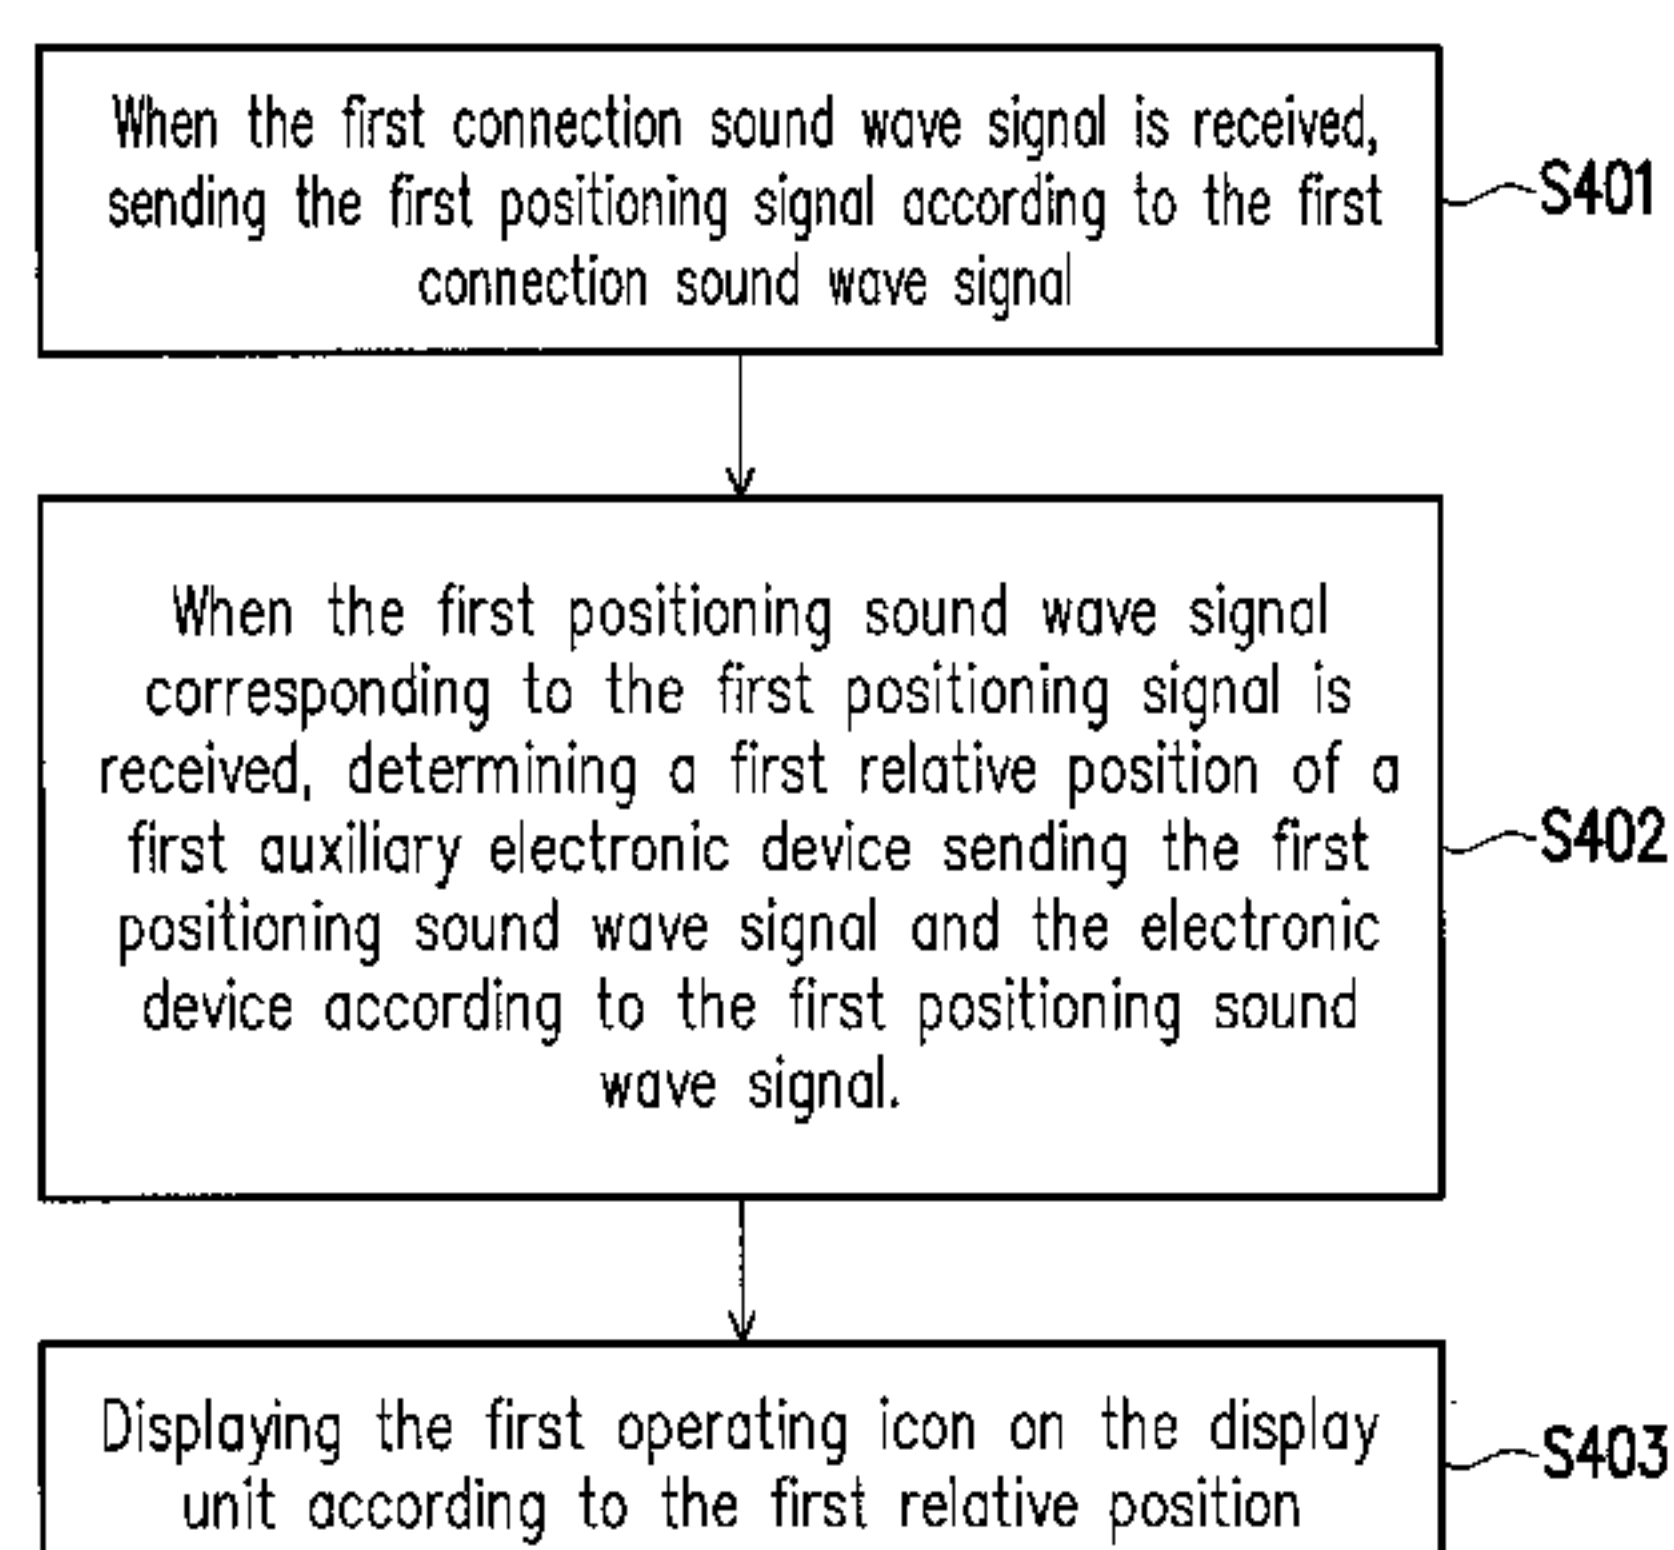 When the first connection sound wave signal is received,
sending the first positioning signal according to the first
connection sound wave signal
S401
When the first positioning sound wave signal
corresponding to the first positioning signal is
received, determining a first relative position of a
first auxiliary electronic device sending the first
positioning sound wave signal and the electronic
device according to the first positioning sound
wave signal.
S402
Displaying the first operating icon on the display
unit according to the first relative position
S403